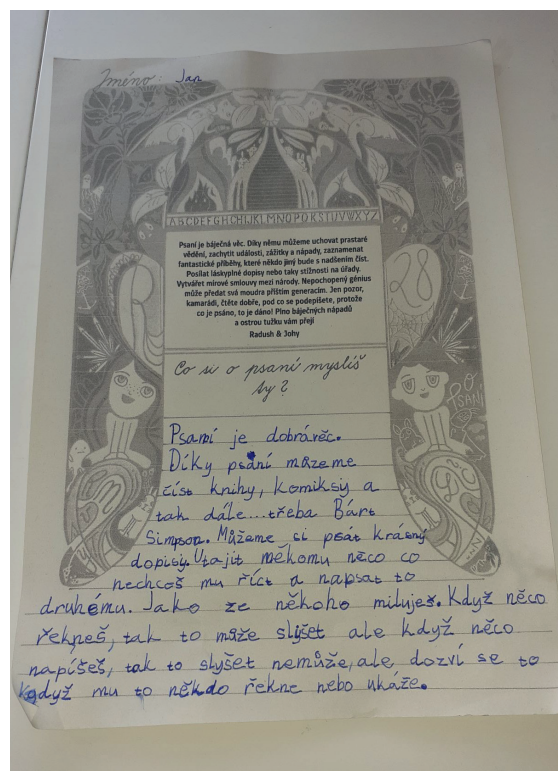 Jméno: Jan
ABCDEFGHCHIJKLMNOPQRSTUVWXYZ
Psaní je báječná věc. Díky němu můžeme uchovat prastaré
vědění, zachytit události, zážitky a nápady, zaznamenat
fantastické příběhy, které někdo jiný bude s nadšením číst.
Posílat láskyplné dopisy nebo taky stížnosti na úřady.
Vytvářet mírové smlouvy mezi národy. Nepochopený génius
může předat svá moudra příštím generacím. Jen pozor,
kamarádi, čtěte dobře, pod co se podepíšete, protože
co je psáno, to je dáno! Plno báječných nápadů
a ostrou tužku vám přejí
Radush & Johy
Co si o psaní myslíš
ty?
O
PSANÍ
Psaní je dobrávěc.
Díky psání můzeme
číst knihy, komiksy a
tak dále...třeba Bárt
Simpson. Můžeme si psát krásný
dopisy. Utajit někomu něco co
nechceš mu říct a napsat to
druhému. Jako ze někoho miluješ. Když něco
řekneš, tak to může slyšet ale když něco
napíšeš, tak to slyšet nemůže, ale dozví se to
když mu to někdo řekne nebo ukáže.